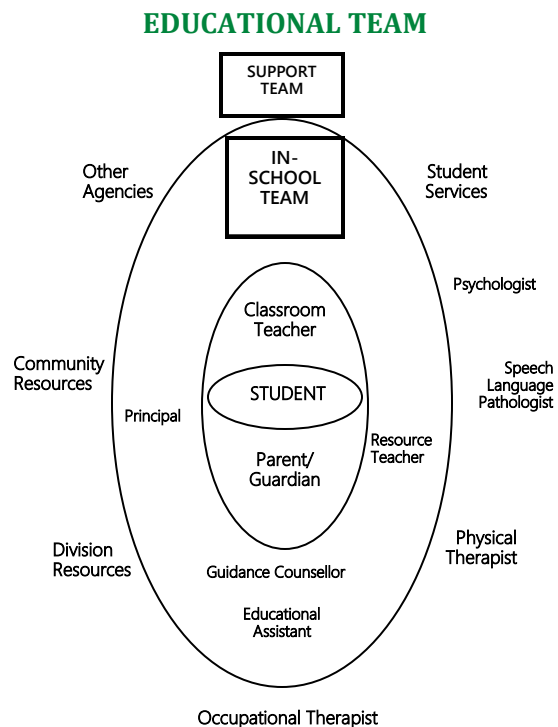 EDUCATIONAL TEAM
SUPPORT
TEAM
IN-
SCHOOL
TEAM
Other
Agencies
Student
Services
Psychologist
Classroom
Teacher
Community
Resources
STUDENT
Speech
Language
Pathologist
Principal
Resource
Teacher
Parent/
Guardian
Division
Resources
Physical
Therapist
Guidance Counsellor
Educational
Assistant
Occupational Therapist